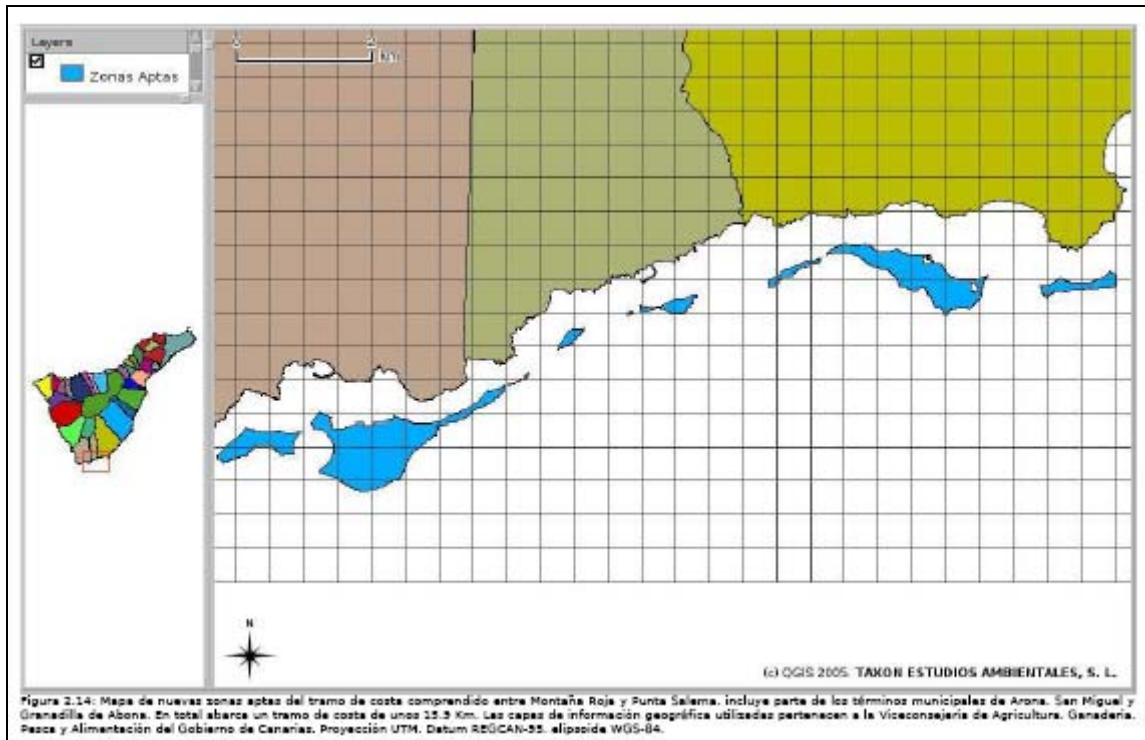 Layers
Zonas Aptas
0 2
km
N
(c) QGIS 2005. TAXON ESTUDIOS AMBIENTALES, S. L.
Figura 2.14: Mapa de nuevas zonas aptas del tramo de costa comprendido entre Montaña Roja y Punta Salema. incluye parte de los términos municipales de Arona. San Miguel y
Granadilla de Abona. En total abarca un tramo de costa de unos 15.9 Km. Las capas de información geográfica utilizadas pertenecen a la Viceconsejería de Agricultura. Ganadería.
Pesca y Alimentación del Gobierno de Canarias. Proyección UTM. Datum REGCAN-95. elipsoide WGS-84.